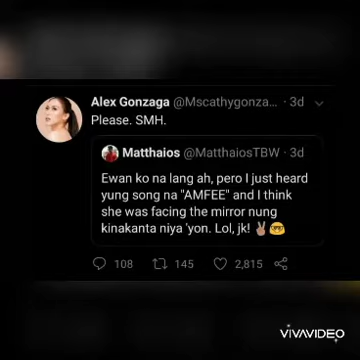 Alex Gonzaga @Mscathygonza... · 3d
Please. SMH.
Matthaios @MatthaiosTBW · 3d
Ewan ko na lang ah, pero I just heard
yung song na "AMFEE" and I think
she was facing the mirror nung
kinakanta niya 'yon. Lol, jk! ✌🏽🤓
108 145 2,815
VIVAVIDEO